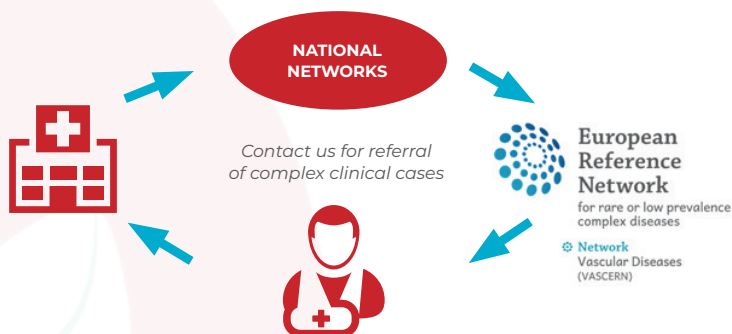 NATIONAL
NETWORKS
Contact us for referral
of complex clinical cases
European
Reference
Network
for rare or low prevalence
complex diseases
Network
Vascular Diseases
(VASCERN)